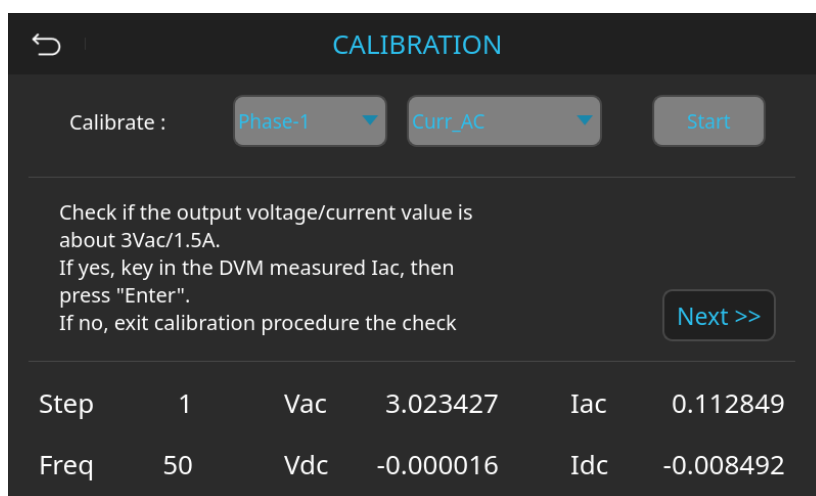 CALIBRATION
Calibrate : Phase-1 Curr_AC Start
Check if the output voltage/current value is
about 3Vac/1.5A.
If yes, key in the DVM measured Iac, then
press "Enter".
If no, exit calibration procedure the check
Next >>
Step 1 Vac 3.023427 Iac 0.112849
Freq 50 Vdc -0.000016 Idc -0.008492